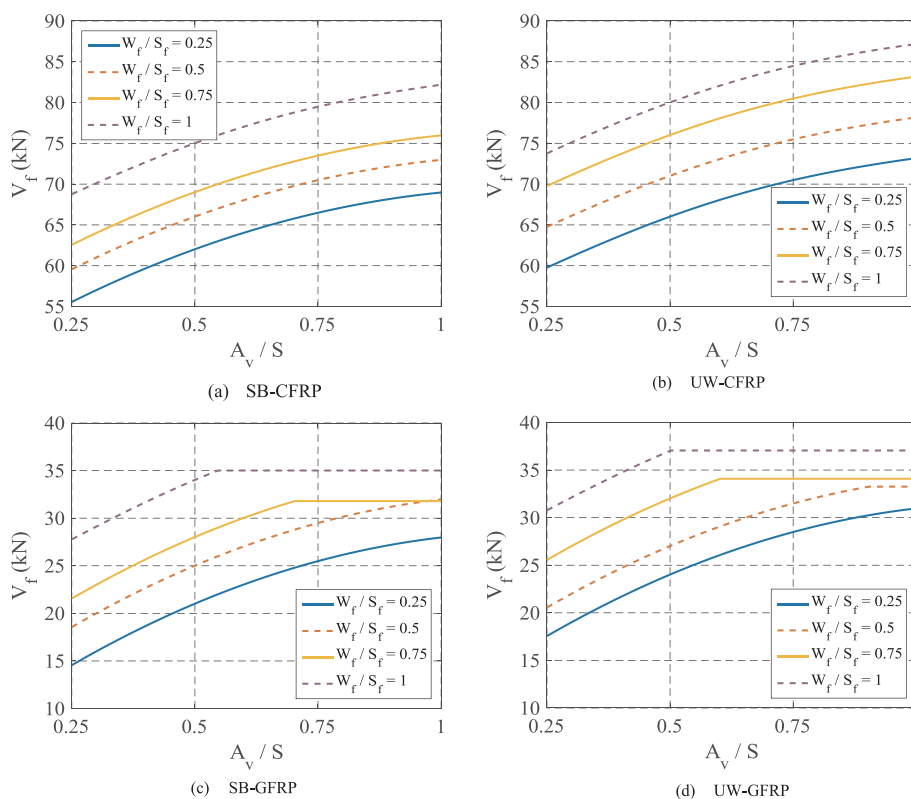 90
85
80
75
70
65
60
55
V_f (kN)
W_f / S_f = 0.25
W_f / S_f = 0.5
W_f / S_f = 0.75
W_f / S_f = 1
0.25
0.5
0.75
1
A_v / S
(a) SB-CFRP
90
85
80
75
70
65
60
55
V_f (kN)
W_f / S_f = 0.25
W_f / S_f = 0.5
W_f / S_f = 0.75
W_f / S_f = 1
0.25
0.5
0.75
A_v / S
(b) UW-CFRP
40
35
30
25
20
15
10
V_f (kN)
W_f / S_f = 0.25
W_f / S_f = 0.5
W_f / S_f = 0.75
W_f / S_f = 1
0.25
0.5
0.75
1
A_v / S
(c) SB-GFRP
40
35
30
25
20
15
10
V_f (kN)
W_f / S_f = 0.25
W_f / S_f = 0.5
W_f / S_f = 0.75
W_f / S_f = 1
0.25
0.5
0.75
A_v / S
(d) UW-GFRP